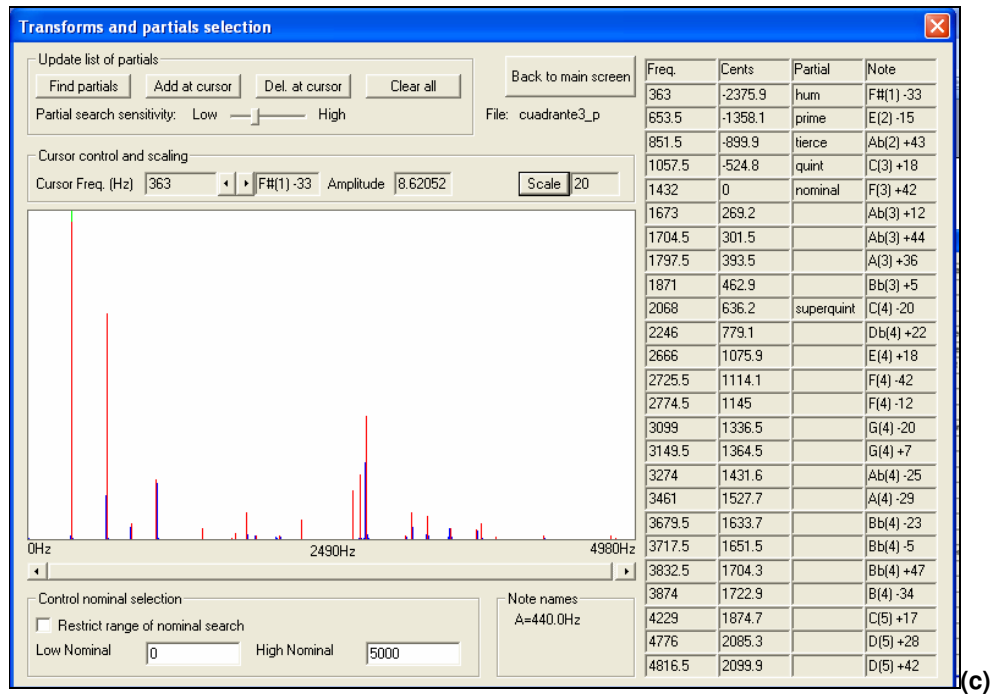 Transforms and partials selection
Update list of partials
Find partials Add at cursor Del. at cursor Clear all
Partial search sensitivity: Low High
Back to main screen
File: cuadrante3_p
Cursor control and scaling
Cursor Freq. (Hz) 363 F#(1) -33 Amplitude 8.62052 Scale 20
0Hz 2490Hz 4980Hz
Control nominal selection
Restrict range of nominal search
Low Nominal 0 High Nominal 5000
Note names
A=440.0Hz
Freq. Cents Partial Note
363 -2375.9 hum F#(1) -33
653.5 -1358.1 prime E(2) -15
851.5 -899.9 tierce Ab(2) +43
1057.5 -524.8 quint C(3) +18
1432 0 nominal F(3) +42
1673 269.2 Ab(3) +12
1704.5 301.5 Ab(3) +44
1797.5 393.5 A(3) +36
1871 462.9 Bb(3) +5
2068 636.2 superquint C(4) -20
2246 779.1 Db(4) +22
2666 1075.9 E(4) +18
2725.5 1114.1 F(4) -42
2774.5 1145 F(4) -12
3099 1336.5 G(4) -20
3149.5 1364.5 G(4) +7
3274 1431.6 Ab(4) -25
3461 1527.7 A(4) -29
3679.5 1633.7 Bb(4) -23
3717.5 1651.5 Bb(4) -5
3832.5 1704.3 Bb(4) +47
3874 1722.9 B(4) -34
4229 1874.7 C(5) +17
4776 2085.3 D(5) +28
4816.5 2099.9 D(5) +42
(c)